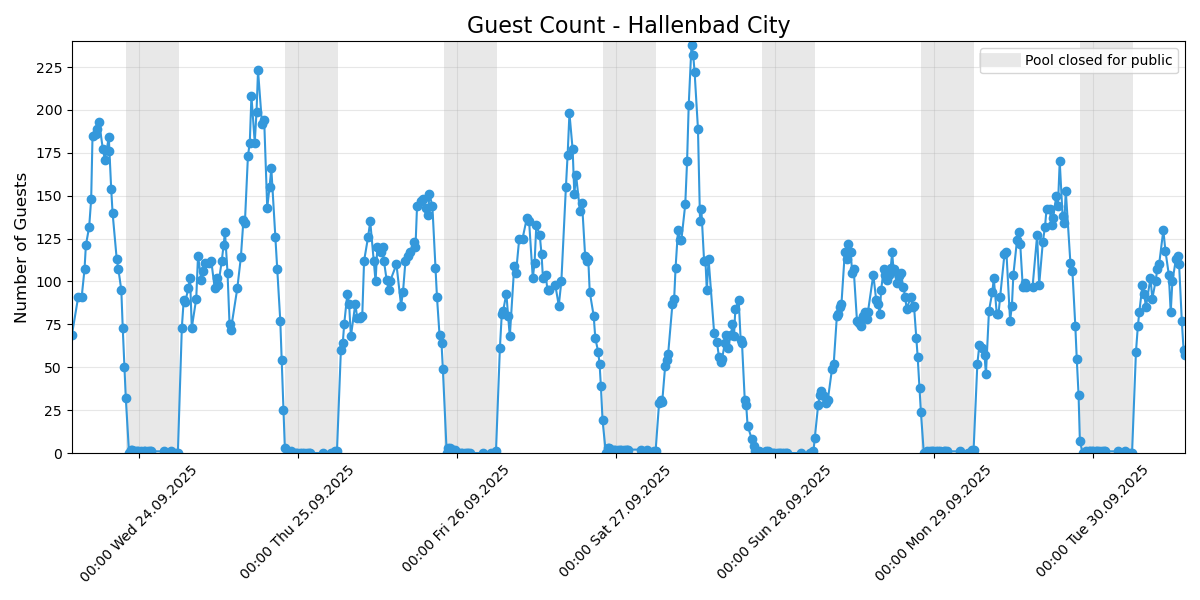 Guest Count - Hallenbad City
Pool closed for public
Number of Guests
225
200
175
150
125
100
75
50
25
0
00:00 Wed 24.09.2025
00:00 Thu 25.09.2025
00:00 Fri 26.09.2025
00:00 Sat 27.09.2025
00:00 Sun 28.09.2025
00:00 Mon 29.09.2025
00:00 Tue 30.09.2025